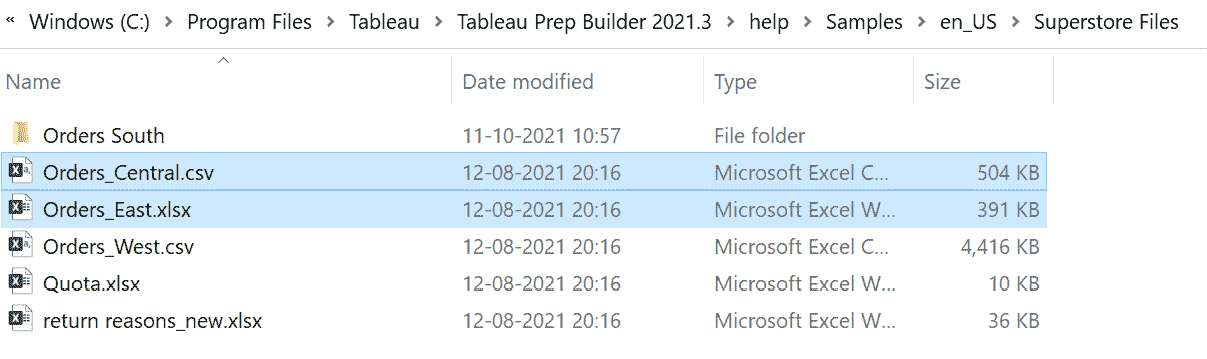 « Windows (C:) > Program Files > Tableau > Tableau Prep Builder 2021.3 > help > Samples > en_US > Superstore Files
Name Date modified Type Size
Orders South 11-10-2021 10:57 File folder
Orders_Central.csv 12-08-2021 20:16 Microsoft Excel C... 504 KB
Orders_East.xlsx 12-08-2021 20:16 Microsoft Excel W... 391 KB
Orders_West.csv 12-08-2021 20:16 Microsoft Excel C... 4,416 KB
Quota.xlsx 12-08-2021 20:16 Microsoft Excel W... 10 KB
return reasons_new.xlsx 12-08-2021 20:16 Microsoft Excel W... 36 KB